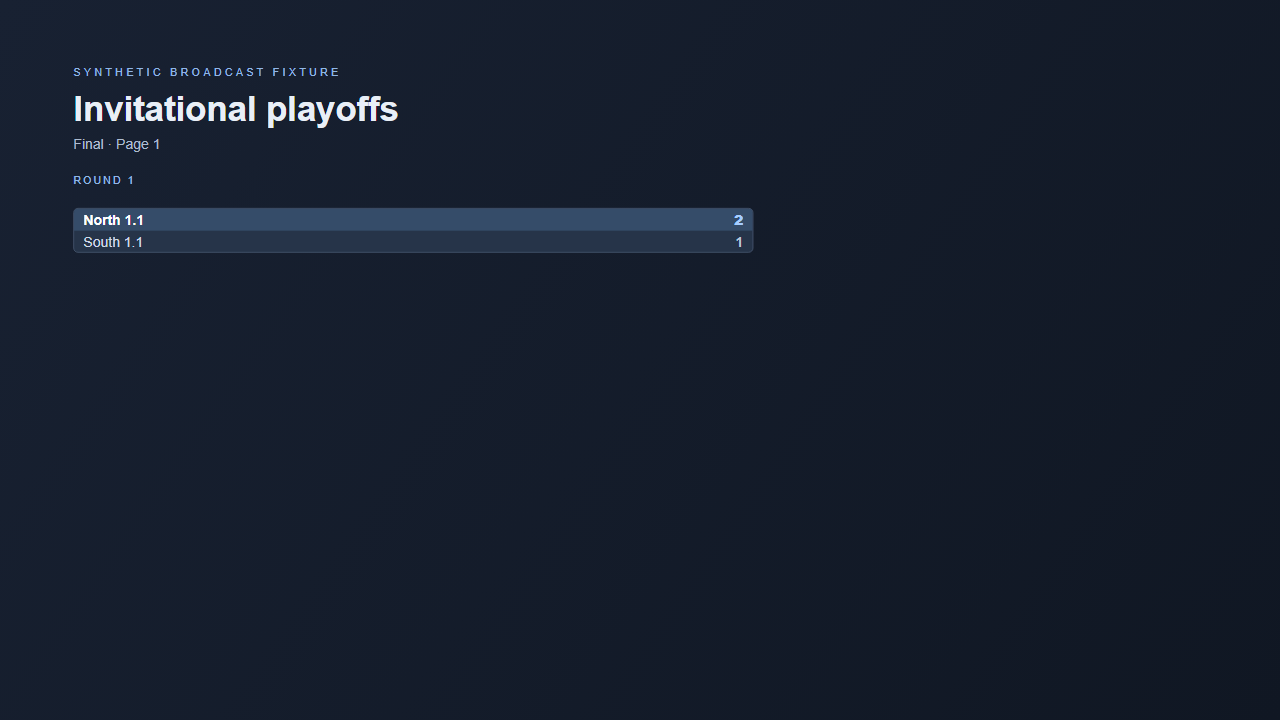 SYNTHETIC BROADCAST FIXTURE
Invitational playoffs
Final · Page 1
ROUND 1
North 1.1 2
South 1.1 1